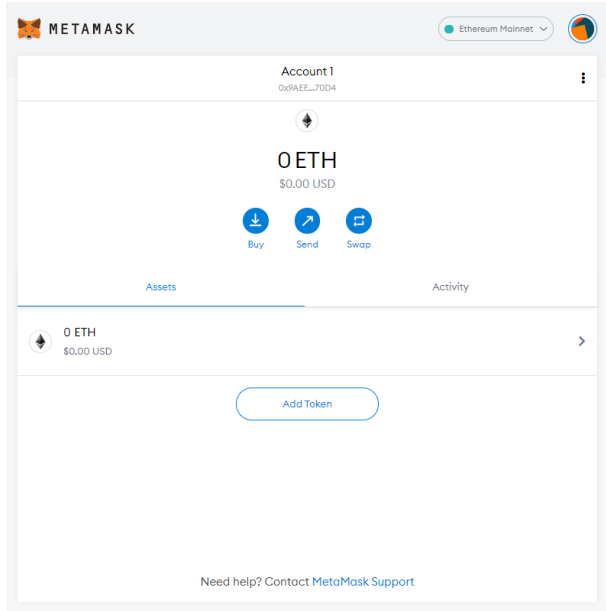 METAMASK
Ethereum Mainnet
Account 1
0x9AEE...70D4
0 ETH
$0.00 USD
Buy Send Swap
Assets Activity
0 ETH
$0.00 USD
Add Token
Need help? Contact MetaMask Support